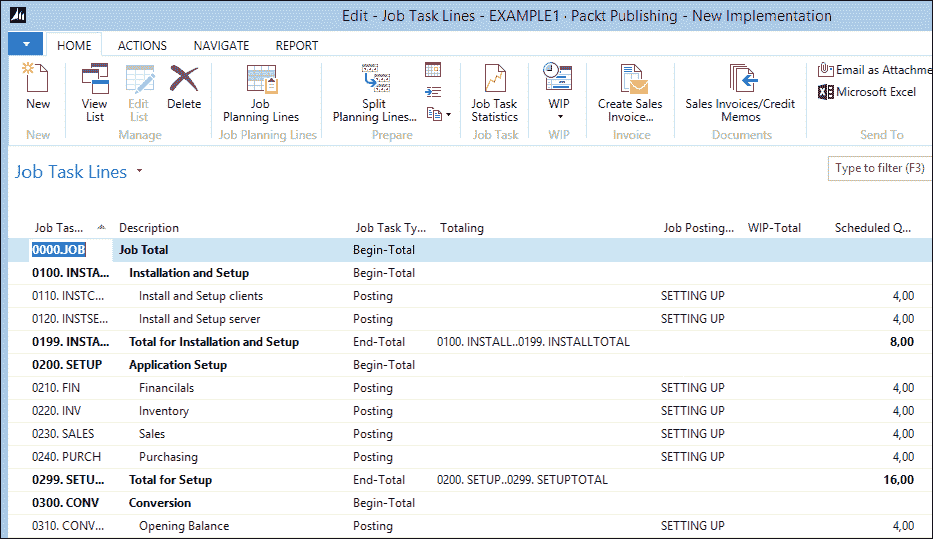 Edit - Job Task Lines - EXAMPLE1 · Packt Publishing - New Implementation
HOME ACTIONS NAVIGATE REPORT
New
View List
Edit List
Delete
Job Planning Lines
Split Planning Lines...
Job Task Statistics
WIP
Create Sales Invoice...
Sales Invoices/Credit Memos
Email as Attachme
Microsoft Excel
New Manage Job Planning Lines Prepare Job Task WIP Invoice Documents Send To
Job Task Lines
Type to filter (F3)
Job Tas... Description Job Task Ty... Totaling Job Posting... WIP-Total Scheduled Q...
0000.JOB Job Total Begin-Total
0100. INSTA... Installation and Setup Begin-Total
0110. INSTC... Install and Setup clients Posting SETTING UP 4,00
0120. INSTSE... Install and Setup server Posting SETTING UP 4,00
0199. INSTA... Total for Installation and Setup End-Total 0100. INSTALL..0199. INSTALLTOTAL 8,00
0200. SETUP Application Setup Begin-Total
0210. FIN Financilals Posting SETTING UP 4,00
0220. INV Inventory Posting SETTING UP 4,00
0230. SALES Sales Posting SETTING UP 4,00
0240. PURCH Purchasing Posting SETTING UP 4,00
0299. SETU... Total for Setup End-Total 0200. SETUP..0299. SETUPTOTAL 16,00
0300. CONV Conversion Begin-Total
0310. CONV... Opening Balance Posting SETTING UP 4,00